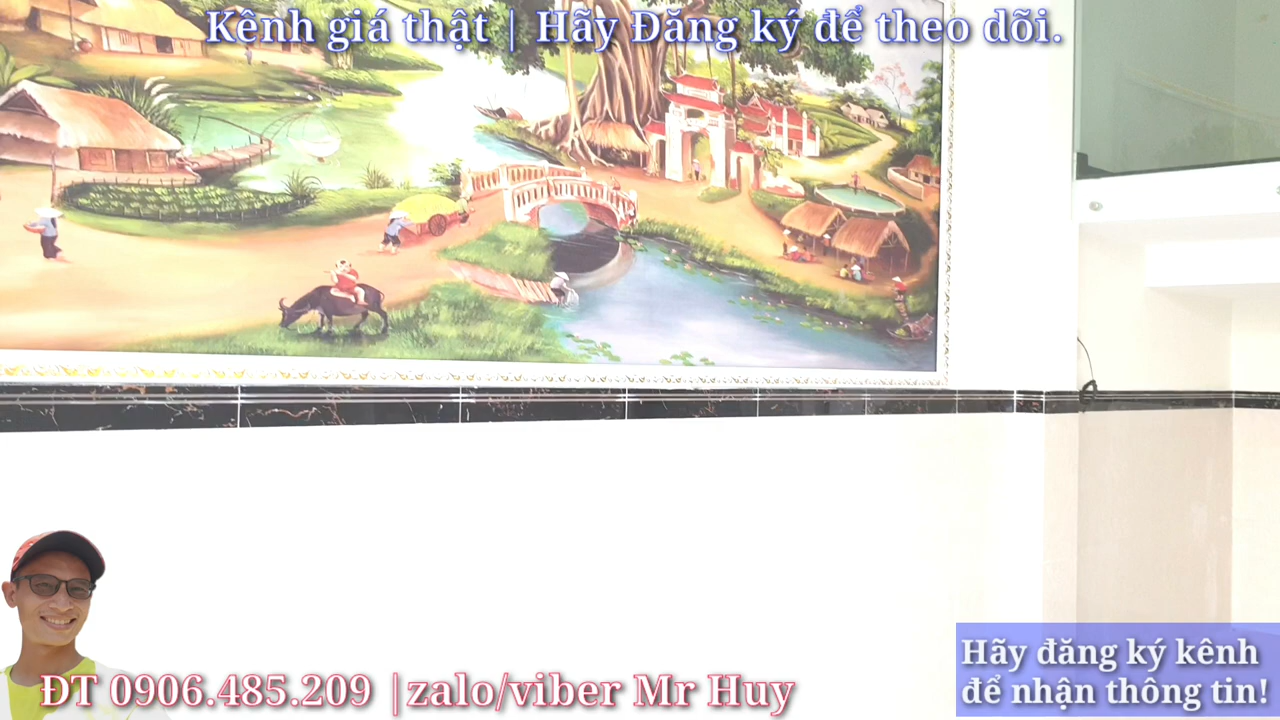 Kênh giá thật | Hãy Đăng ký để theo dõi.
Hãy đăng ký kênh
để nhận thông tin!
ĐT 0906.485.209 |zalo/viber Mr Huy